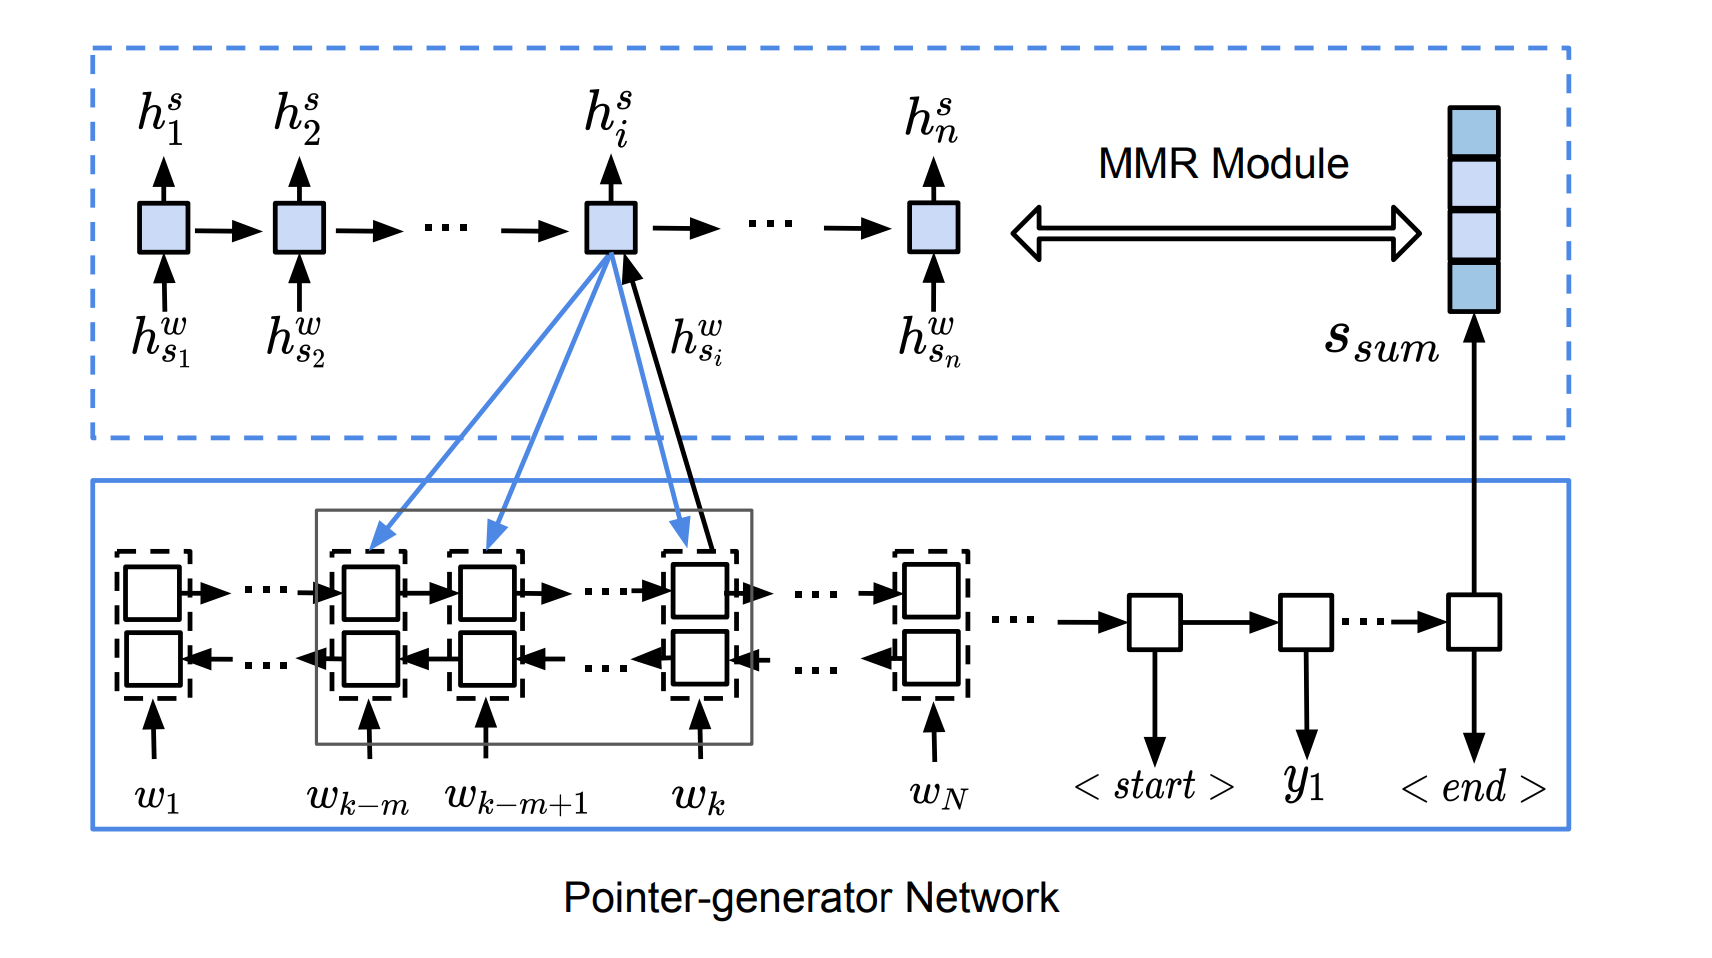 h_1^s h_2^s h_i^s h_n^s
MMR Module
... ...
h_{s_1}^w h_{s_2}^w h_{s_i}^w h_{s_n}^w s_{sum}
... ... ... ...
... ... ...
w_1 w_{k-m} w_{k-m+1} w_k w_N < start > y_1 < end >
Pointer-generator Network